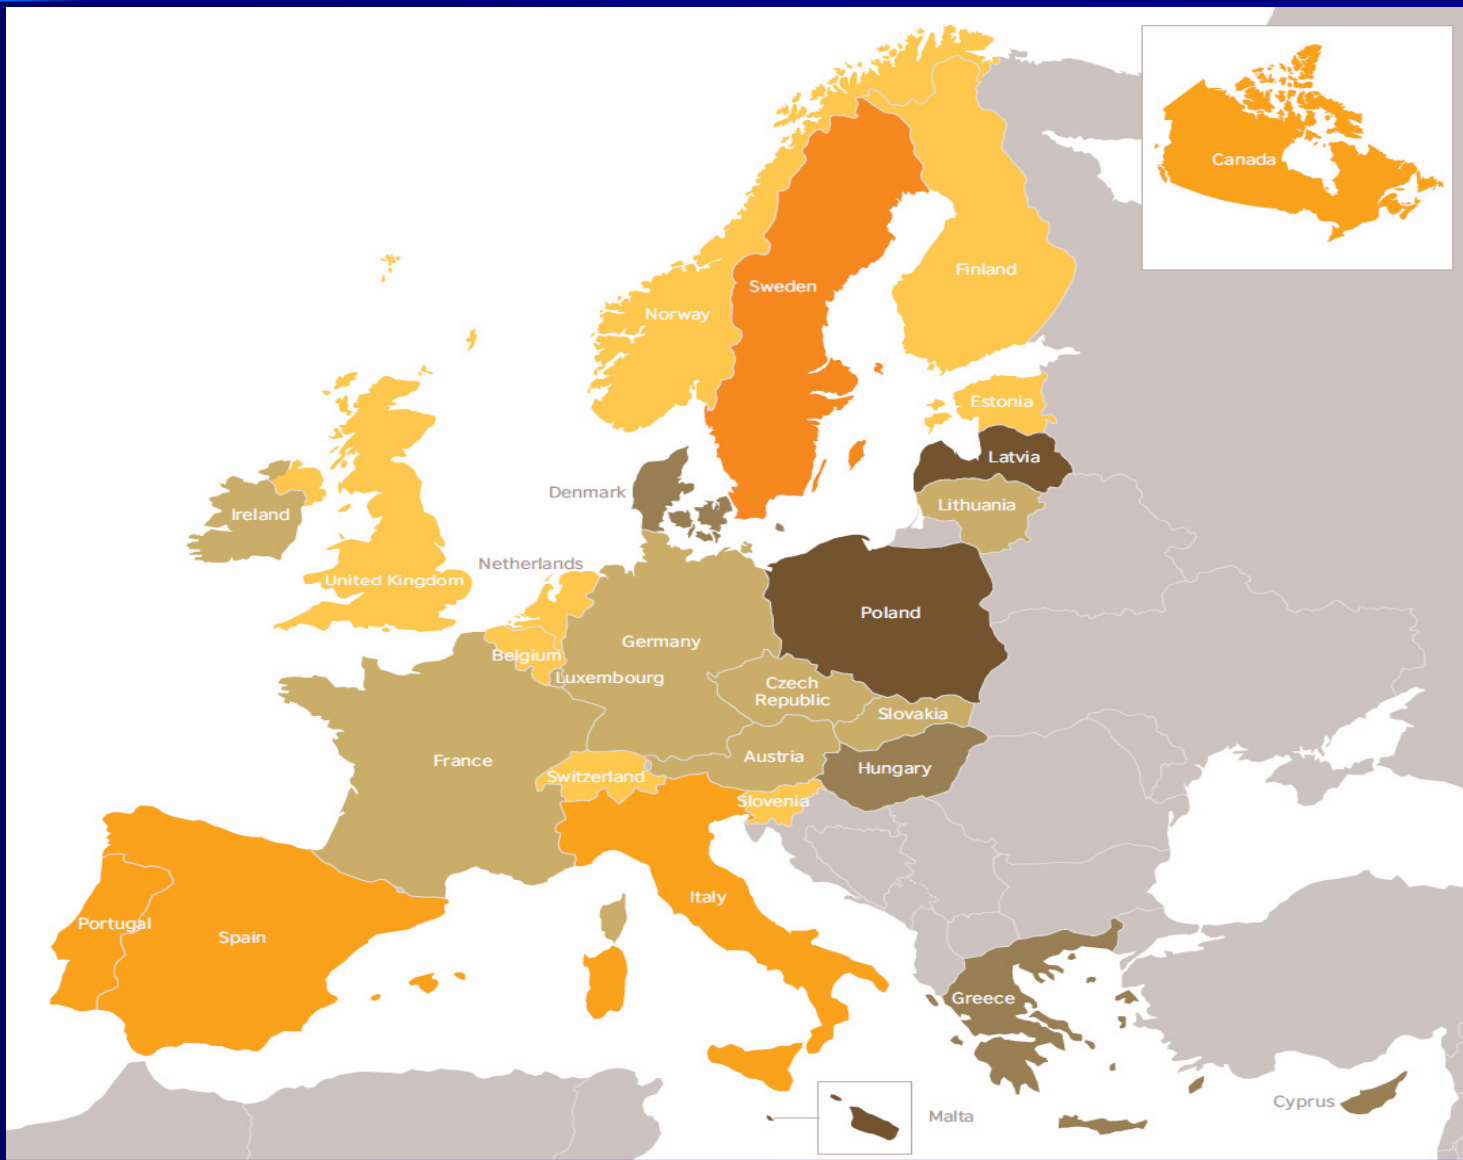 Canada
Finland
Sweden
Norway
Estonia
Latvia
Denmark
Lithuania
Ireland
Netherlands
United Kingdom
Poland
Germany
Belgium
Luxembourg
Czech
Republic
Slovakia
Austria
France
Hungary
Switzerland
Slovenia
Italy
Portugal
Spain
Greece
Cyprus
Malta